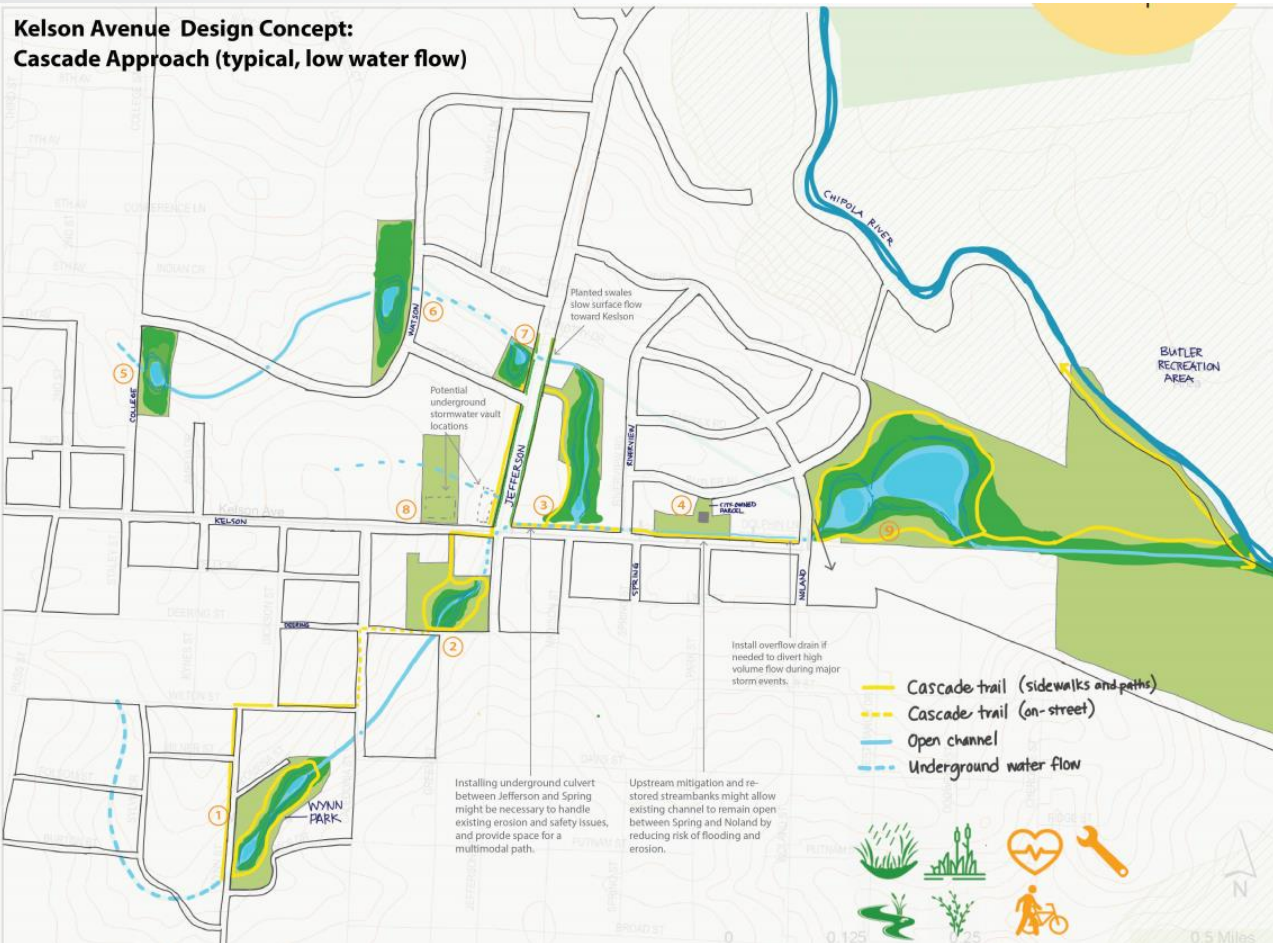 Kelson Avenue Design Concept:
Cascade Approach (typical, low water flow)
CHIPOLA RIVER
BUTLER
RECREATION
AREA
Planted swales
slow surface flow
toward Keslson
WATSON
6
7
5
COLLEGE
Potential
underground
stormwater vault
locations
JEFFERSON
RIVERVIEW
8
3
4
CITY-OWNED
PARCEL
Kelson Ave
KELSON
DOLPHIN LN
9
SPRING
NOLAND
DEERING ST
DEERING
2
Install overflow drain if
needed to divert high
volume flow during major
storm events.
Cascade trail (sidewalks and paths)
Cascade trail (on-street)
Open channel
Underground water flow
Installing underground culvert
between Jefferson and Spring
might be necessary to handle
existing erosion and safety issues,
and provide space for a
multimodal path.
Upstream mitigation and re-
stored streambanks might allow
existing channel to remain open
between Spring and Noland by
reducing risk of flooding and
erosion.
1
WYNN
PARK
N
0
0.125
0.25
0.5 Miles